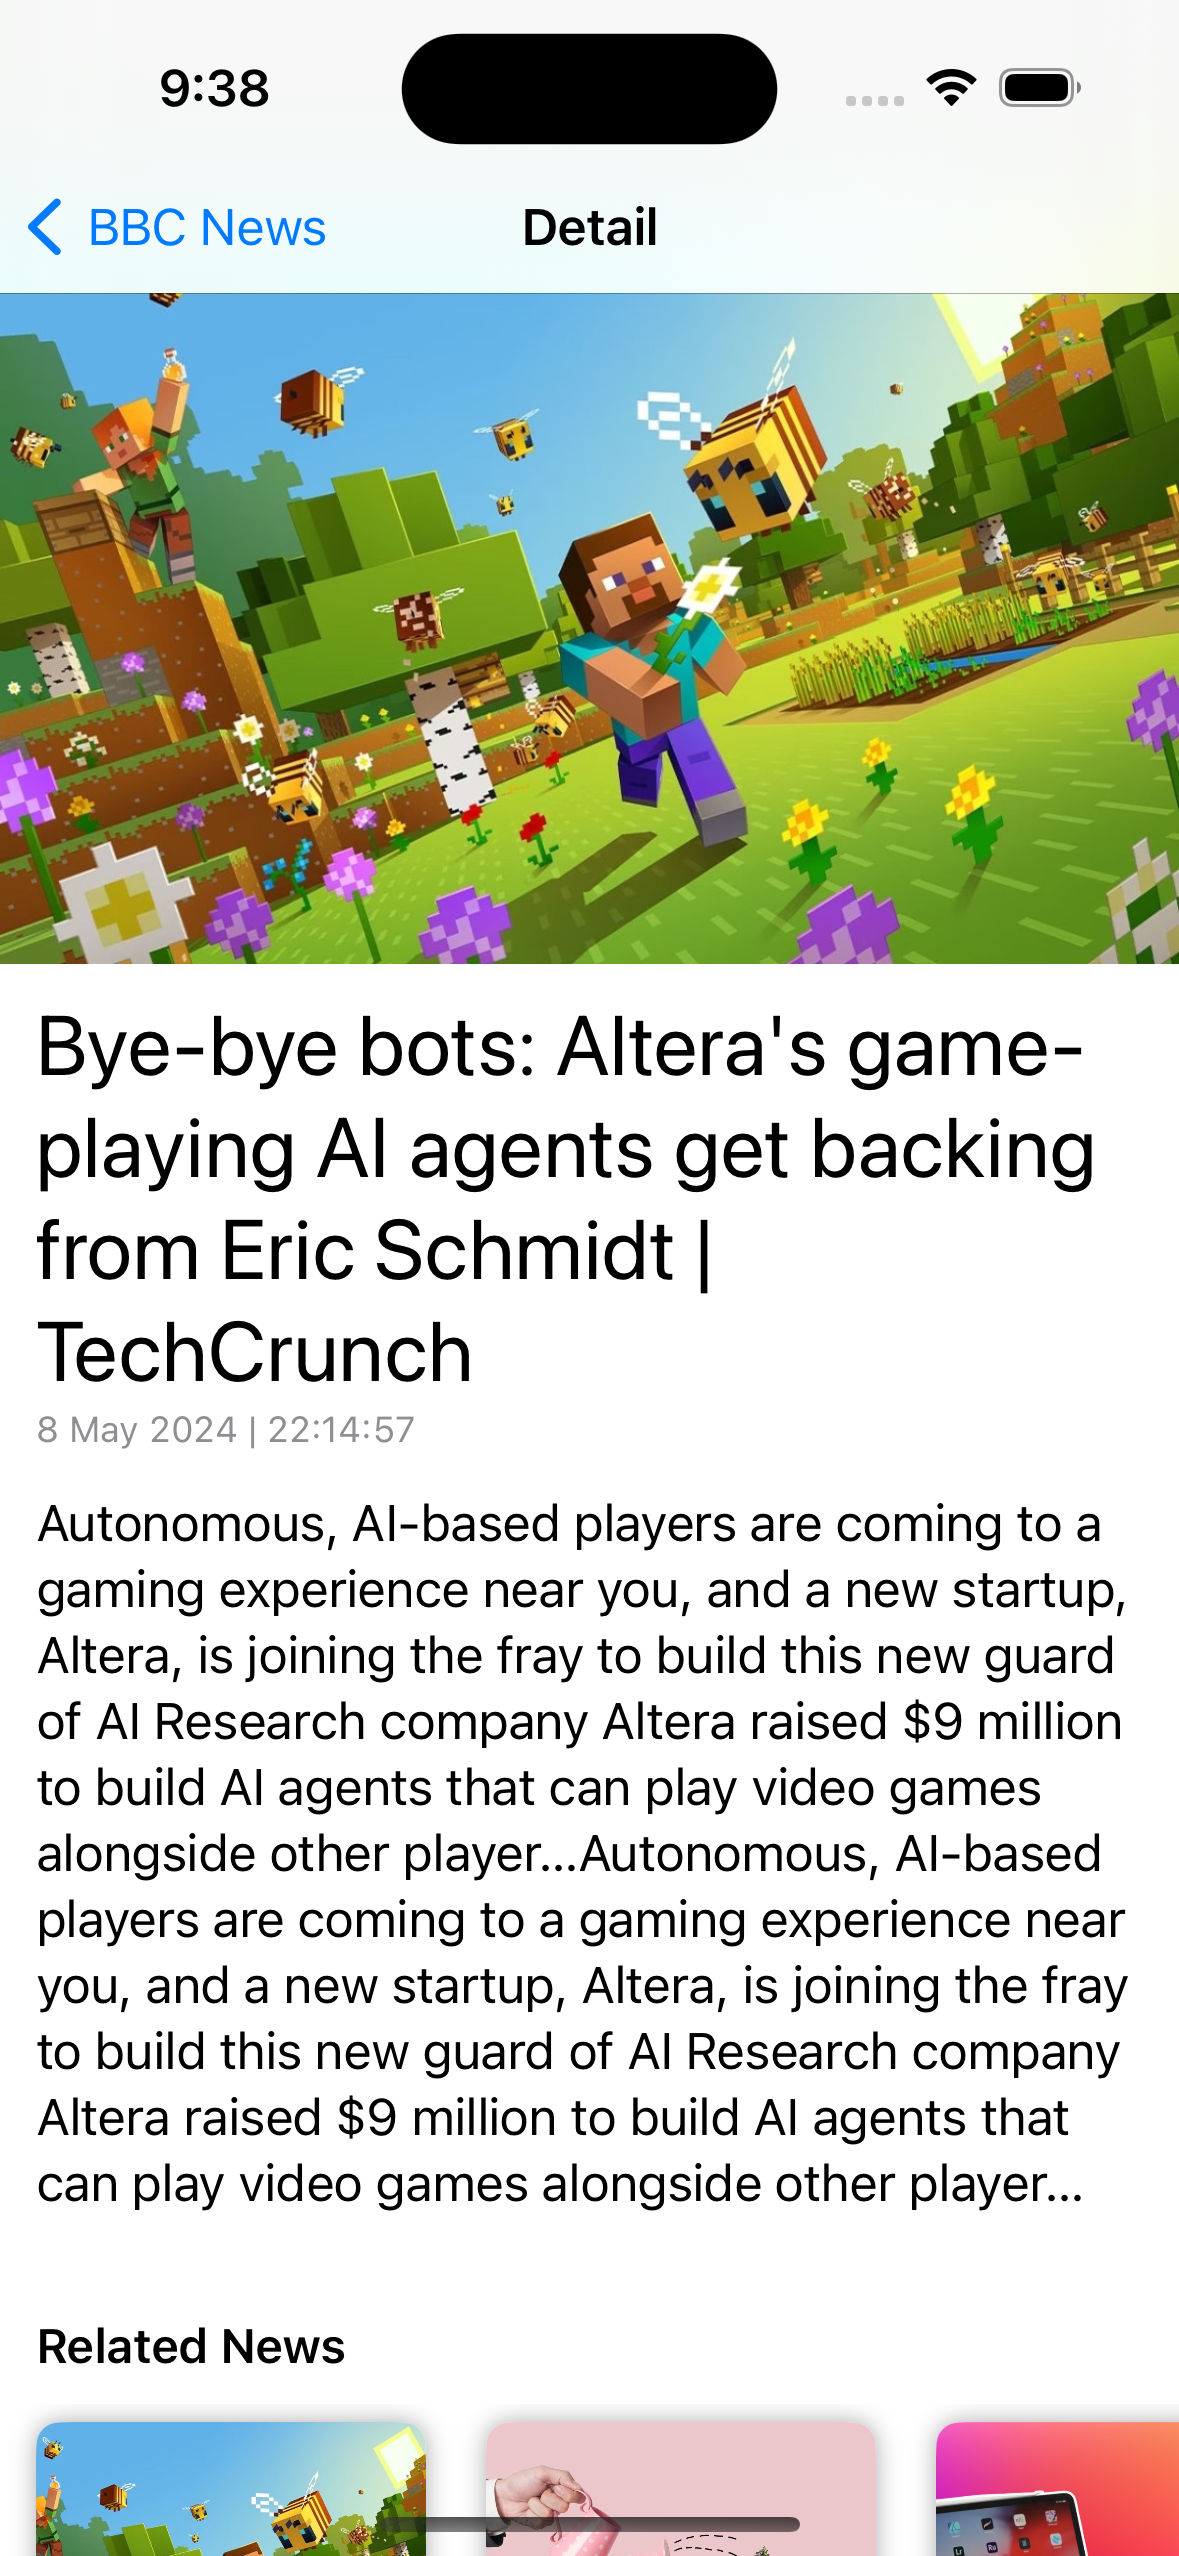 9:38
BBC News
Detail
Bye-bye bots: Altera's game-
playing AI agents get backing
from Eric Schmidt |
TechCrunch
8 May 2024 | 22:14:57
Autonomous, AI-based players are coming to a
gaming experience near you, and a new startup,
Altera, is joining the fray to build this new guard
of AI Research company Altera raised $9 million
to build AI agents that can play video games
alongside other player…Autonomous, AI-based
players are coming to a gaming experience near
you, and a new startup, Altera, is joining the fray
to build this new guard of AI Research company
Altera raised $9 million to build AI agents that
can play video games alongside other player…
Related News